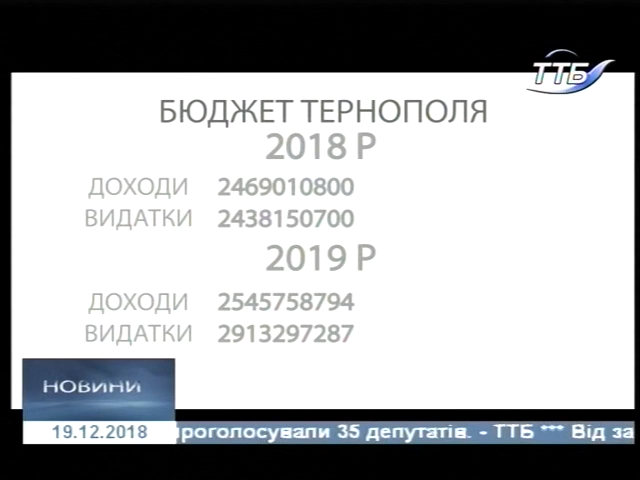 ТТБ
БЮДЖЕТ ТЕРНОПОЛЯ
2018 Р
ДОХОДИ 2469010800
ВИДАТКИ 2438150700
2019 Р
ДОХОДИ 2545758794
ВИДАТКИ 2913297287
НОВИНИ
19.12.2018 проголосували 35 депутатів. - ТТБ *** Від за